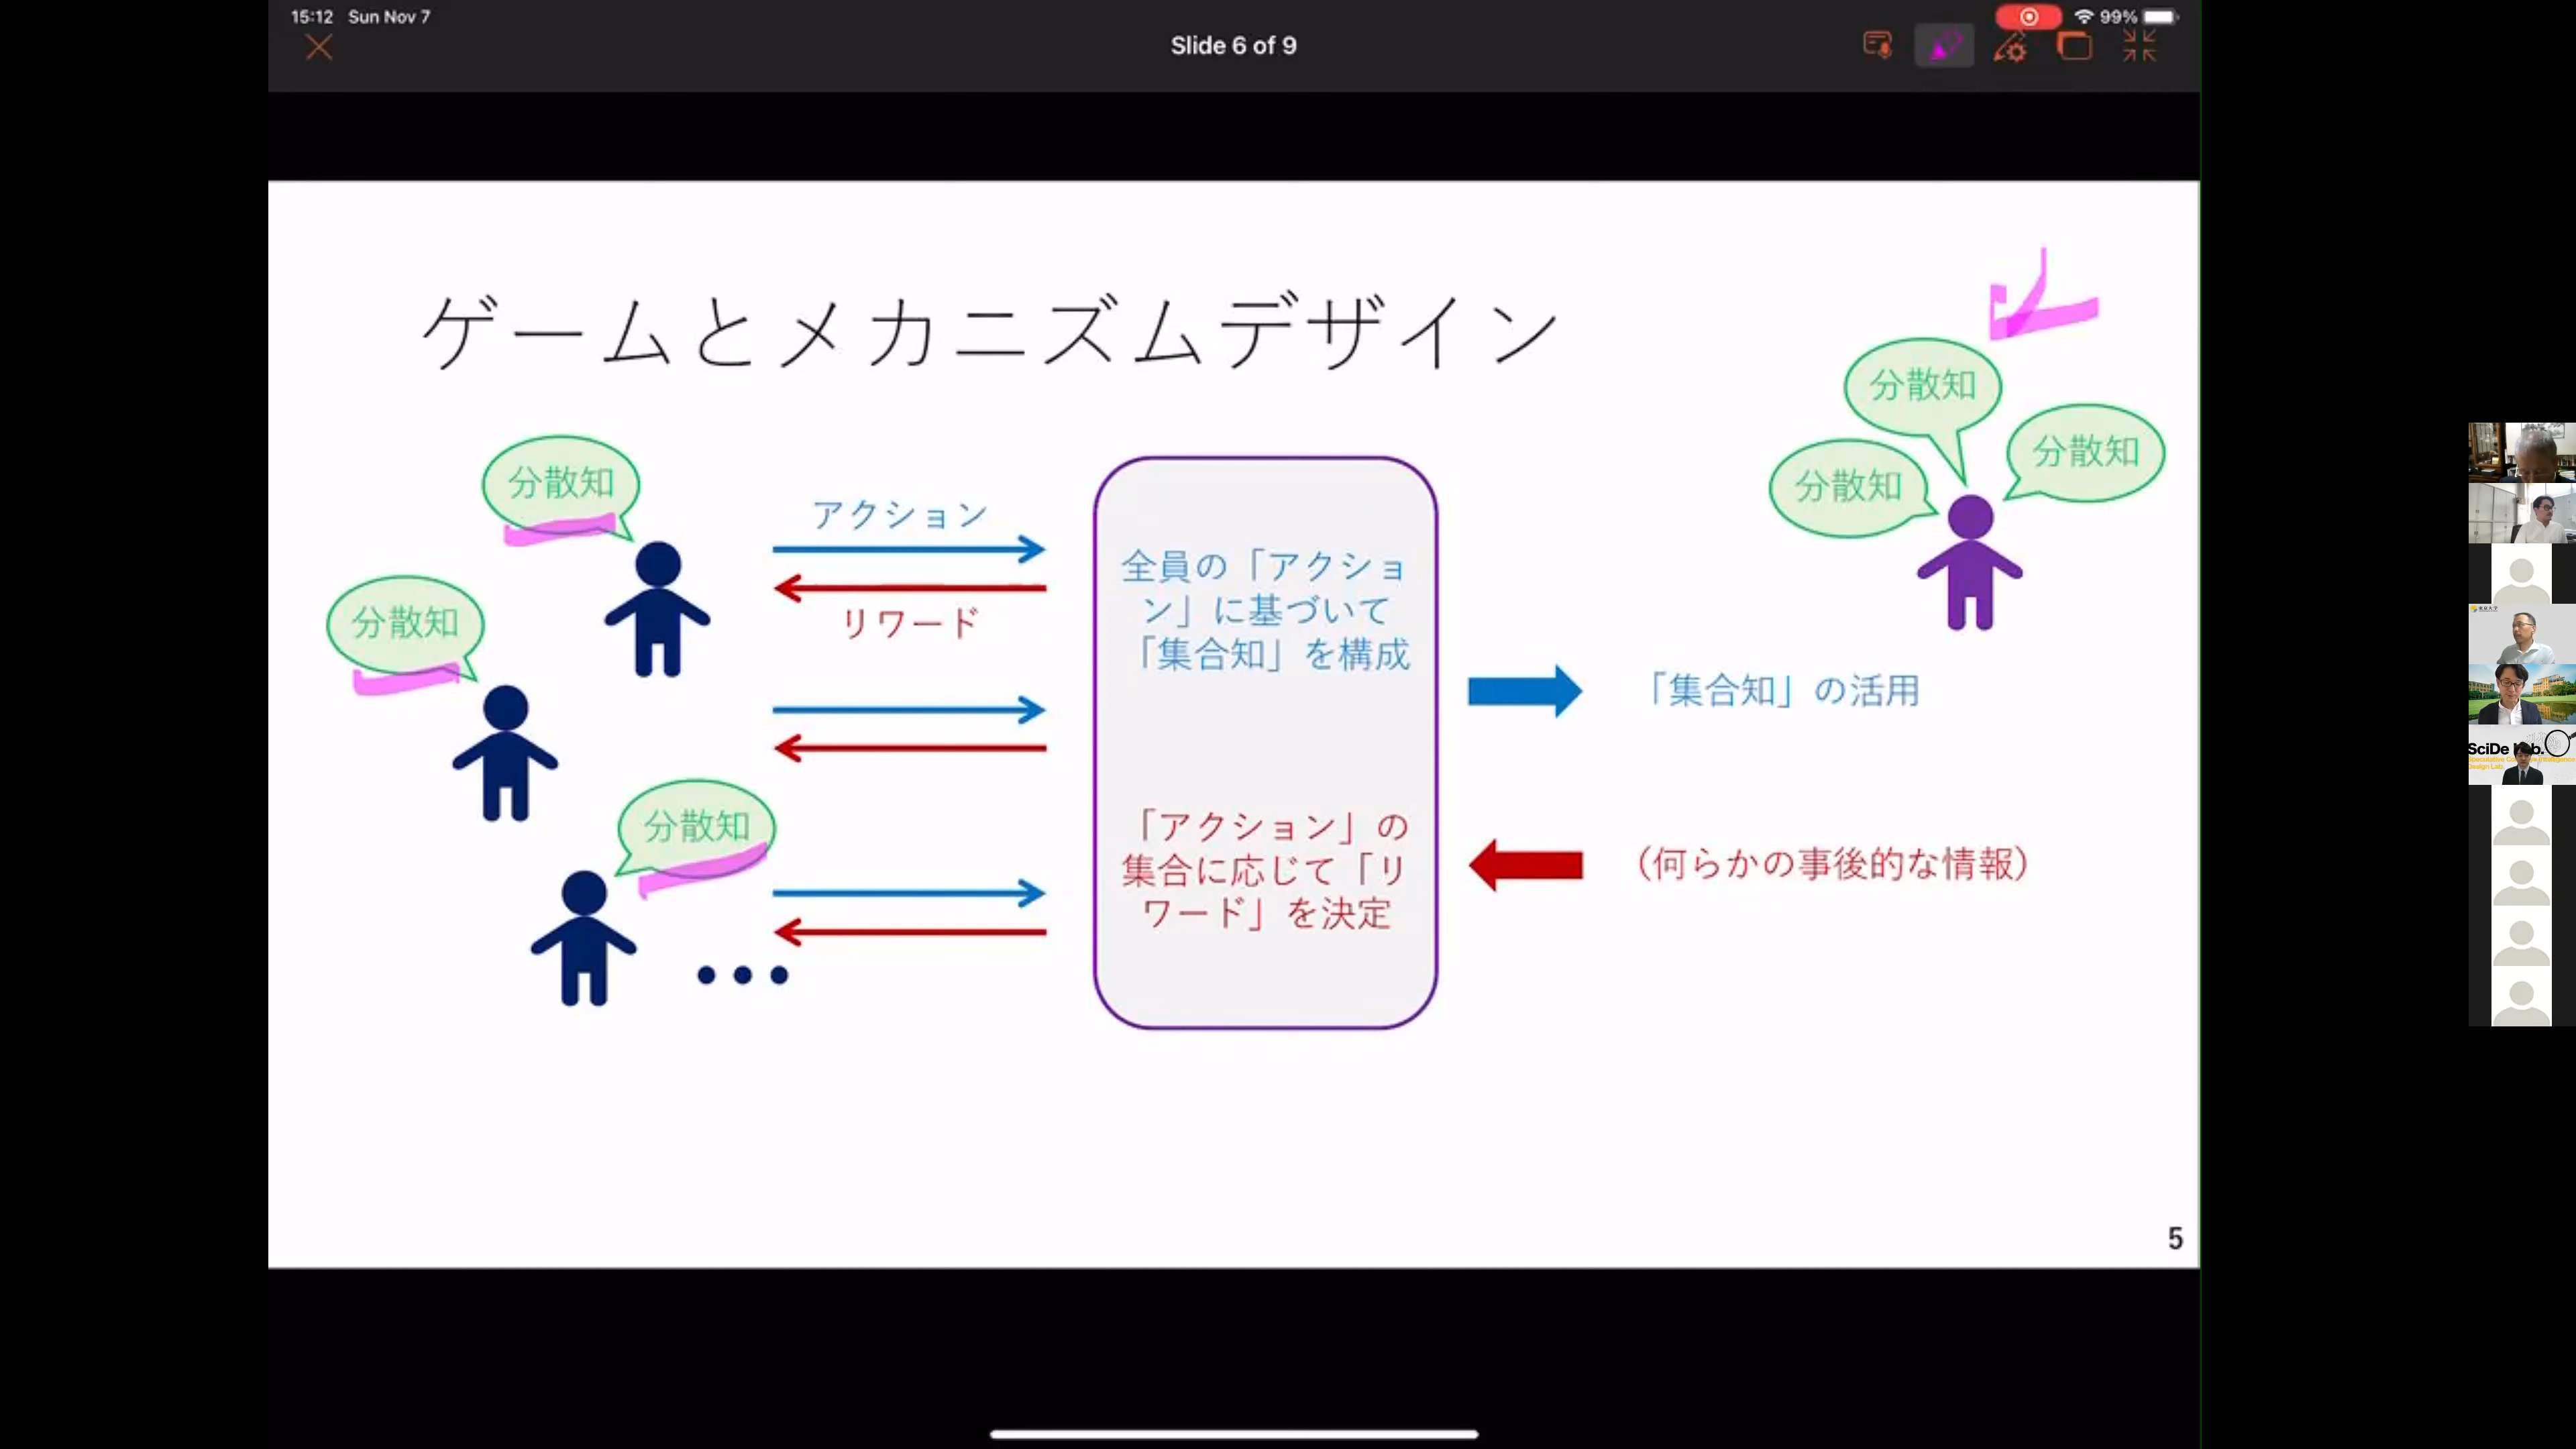 15:12 Sun Nov 7
99%
Slide 6 of 9
ゲームとメカニズムデザイン
分散知
分散知
分散知
分散知
分散知
分散知
アクション
リワード
全員の「アクショ
ン」に基づいて
「集合知」を構成
「集合知」の活用
「アクション」の
集合に応じて「リ
ワード」を決定
（何らかの事後的な情報）
5
SciDe
Design Lab.